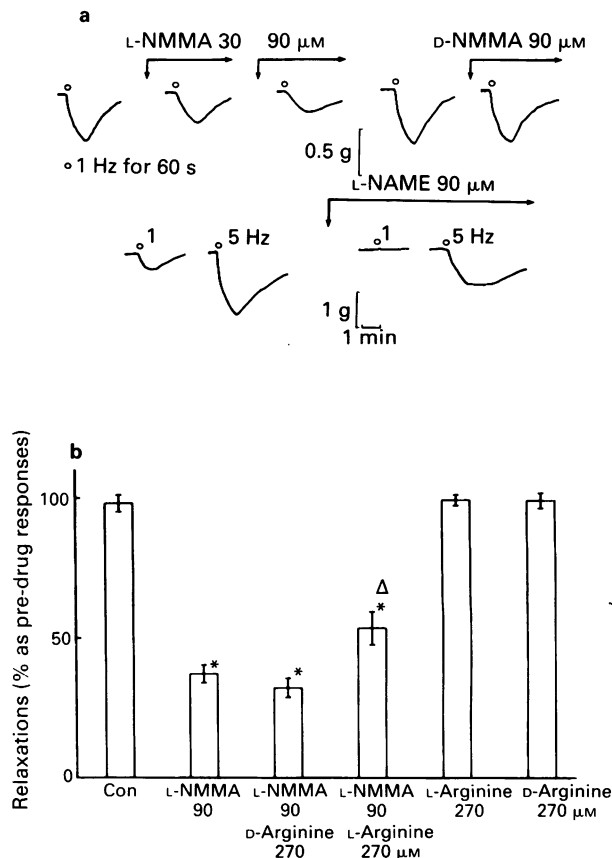 a
L-NMMA 30 90 μM D-NMMA 90 μM
0.5 g
° 1 Hz for 60 s
L-NAME 90 μM
1 5 Hz 1 5 Hz
1 g
1 min
b
Relaxations (% as pre-drug responses)
100
50
0
Δ
*
*
*
Con L-NMMA L-NMMA L-NMMA L-Arginine D-Arginine
90 90 90 270 270 μM
D-Arginine L-Arginine
270 270 μM